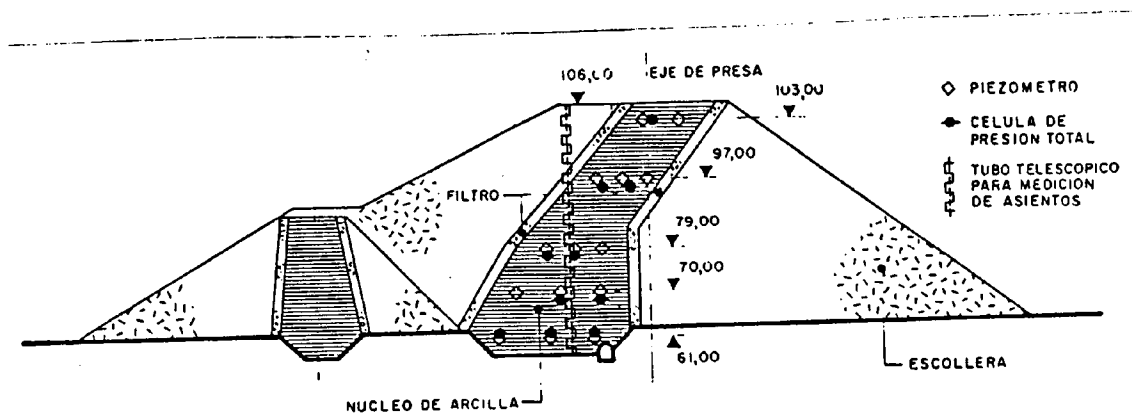 106,00
EJE DE PRESA
103,00
PIEZOMETRO
CELULA DE
PRESION TOTAL
TUBO TELESCOPICO
PARA MEDICION
DE ASIENTOS
97,00
FILTRO
79,00
70,00
61,00
ESCOLLERA
NUCLEO DE ARCILLA